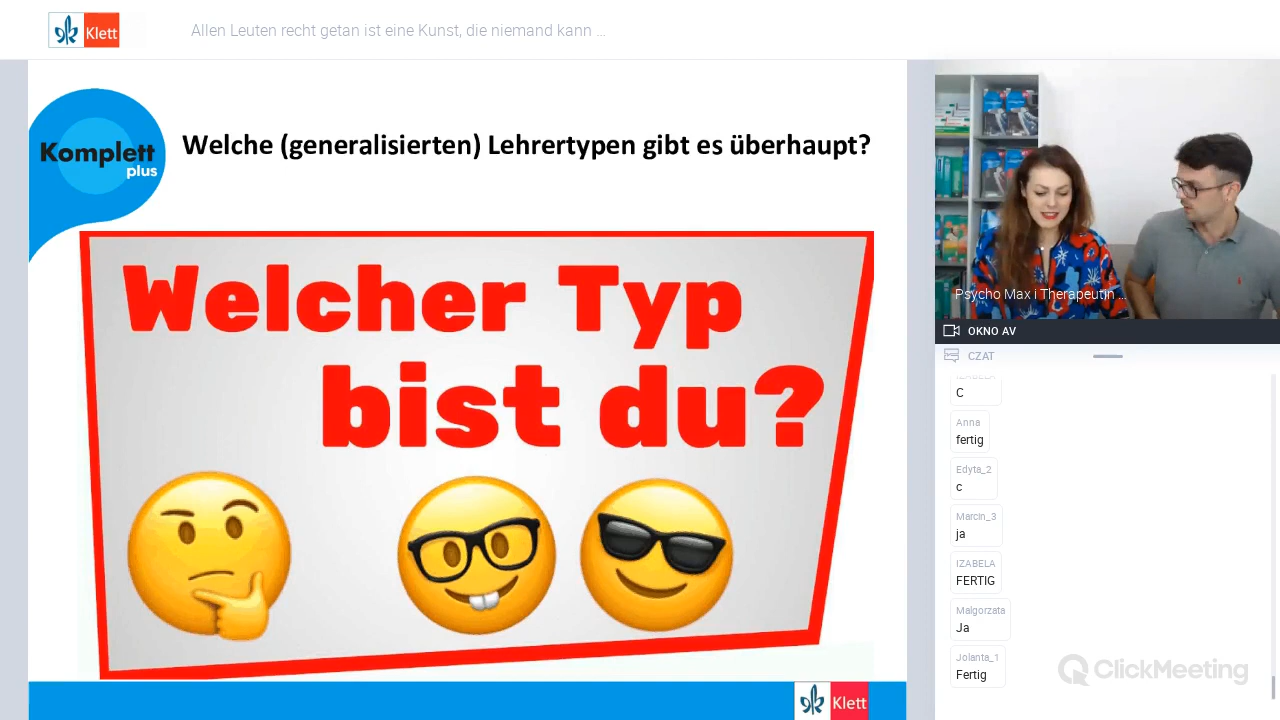 Klett
Allen Leuten recht getan ist eine Kunst, die niemand kann ...
Komplett
plus
Welche (generalisierten) Lehrertypen gibt es überhaupt?
Welcher Typ
bist du?
Klett
Psycho Max i Therapeutin ...
OKNO AV
CZAT
IZABELA
C
Anna
fertig
Edyta_2
c
Marcin_3
ja
IZABELA
FERTIG
Malgorzata
Ja
Jolanta_1
Fertig
ClickMeeting